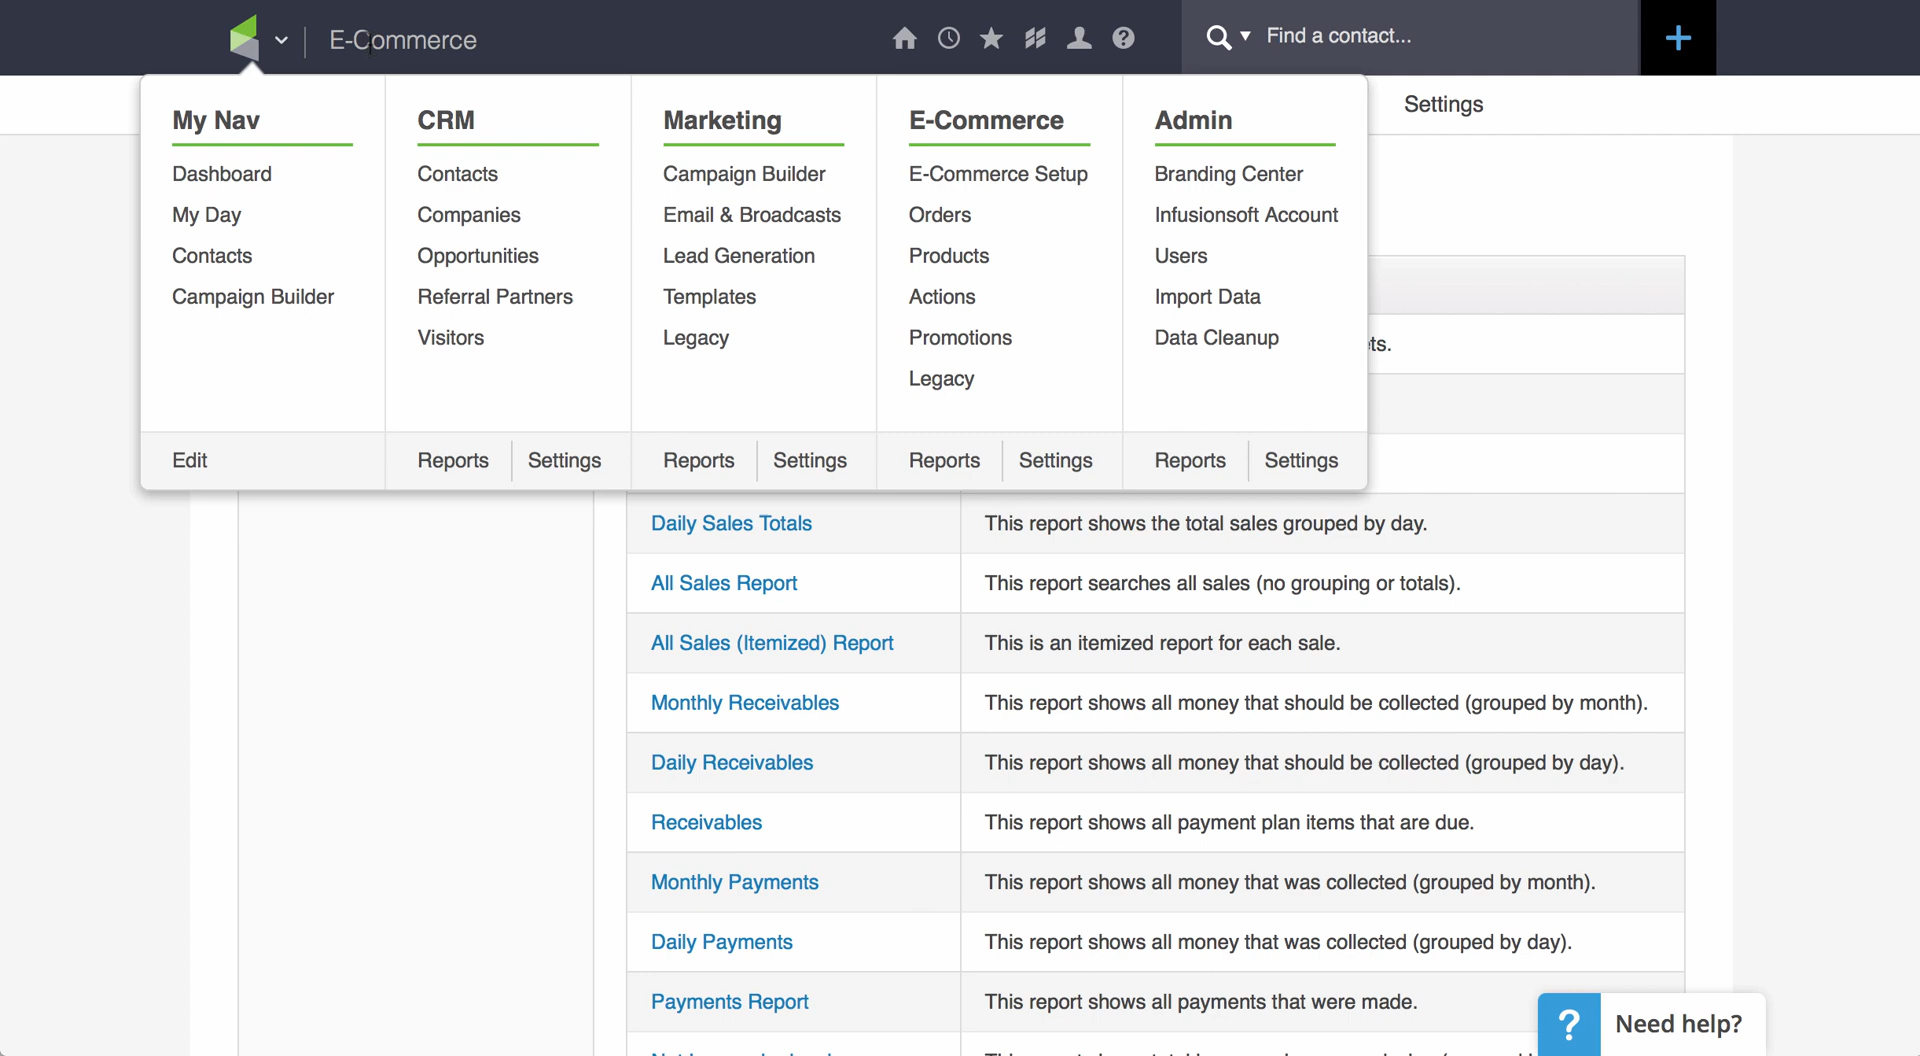 E-Commerce
Find a contact...
Settings
My Nav
Dashboard
My Day
Contacts
Campaign Builder
Edit
CRM
Contacts
Companies
Opportunities
Referral Partners
Visitors
Reports
Settings
Marketing
Campaign Builder
Email & Broadcasts
Lead Generation
Templates
Legacy
Reports
Settings
E-Commerce
E-Commerce Setup
Orders
Products
Actions
Promotions
Legacy
Reports
Settings
Admin
Branding Center
Infusionsoft Account
Users
Import Data
Data Cleanup
Reports
Settings
Daily Sales Totals This report shows the total sales grouped by day.
All Sales Report This report searches all sales (no grouping or totals).
All Sales (Itemized) Report This is an itemized report for each sale.
Monthly Receivables This report shows all money that should be collected (grouped by month).
Daily Receivables This report shows all money that should be collected (grouped by day).
Receivables This report shows all payment plan items that are due.
Monthly Payments This report shows all money that was collected (grouped by month).
Daily Payments This report shows all money that was collected (grouped by day).
Payments Report This report shows all payments that were made.
? Need help?